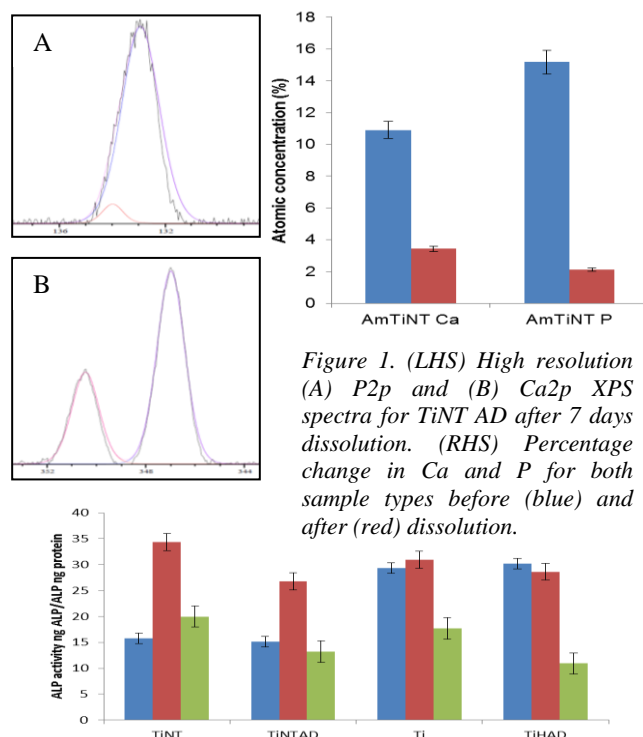 A
136
132
B
352
348
344
Atomic concentration (%)
18
16
14
12
10
8
6
4
2
0
AmTiNT Ca
AmTiNT P
Figure 1. (LHS) High resolution
(A) P2p and (B) Ca2p XPS
spectra for TiNT AD after 7 days
dissolution. (RHS) Percentage
change in Ca and P for both
sample types before (blue) and
after (red) dissolution.
ALP activity ng ALP/ALP ng protein
40
35
30
25
20
15
10
5
0
TiNT
TiNTAD
Ti
TiHAD